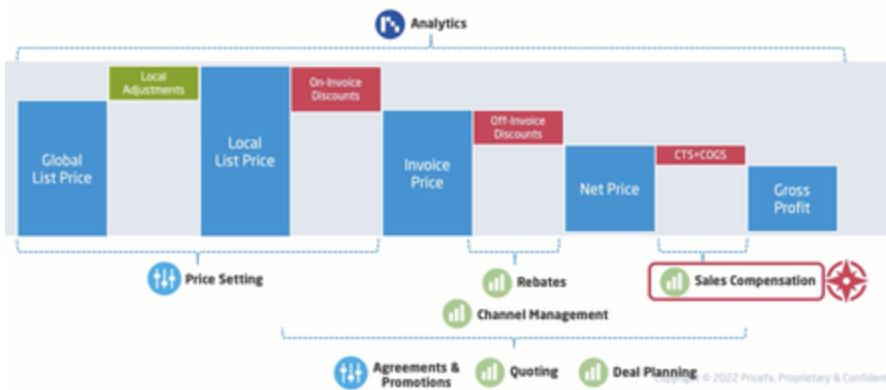 Analytics
Local
Adjustments
On-Invoice
Discounts
Off-Invoice
Discounts
CTS+COGS
Global
List Price
Local
List Price
Invoice
Price
Net Price
Gross
Profit
Price Setting
Rebates
Sales Compensation
Channel Management
Agreements &
Promotions
Quoting
Deal Planning
© 2022 Pricefx. Proprietary & Confiden